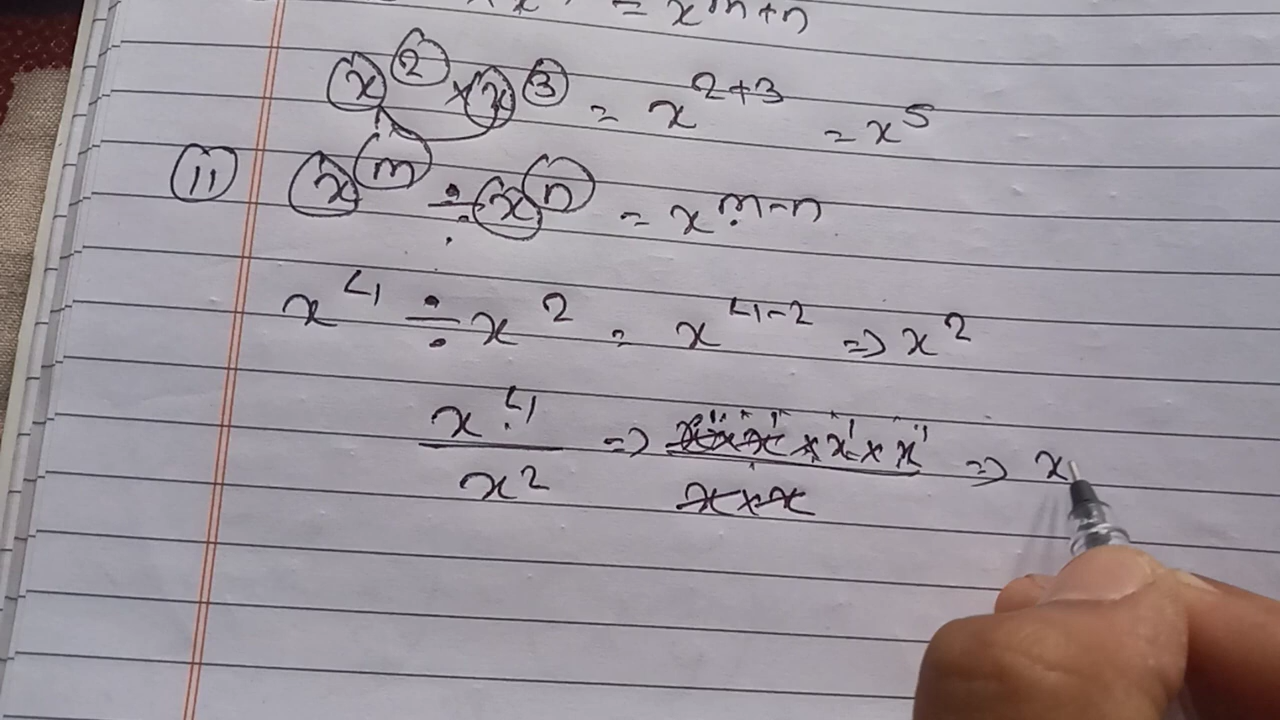 = x^{m+n}
x^2 × x^3 = x^{2+3} = x^5
(ii) x^m ÷ x^n = x^{m-n}
x^4 ÷ x^2 = x^{4-2} => x^2
x^4 / x^2 => x × x × x × x / x × x => x